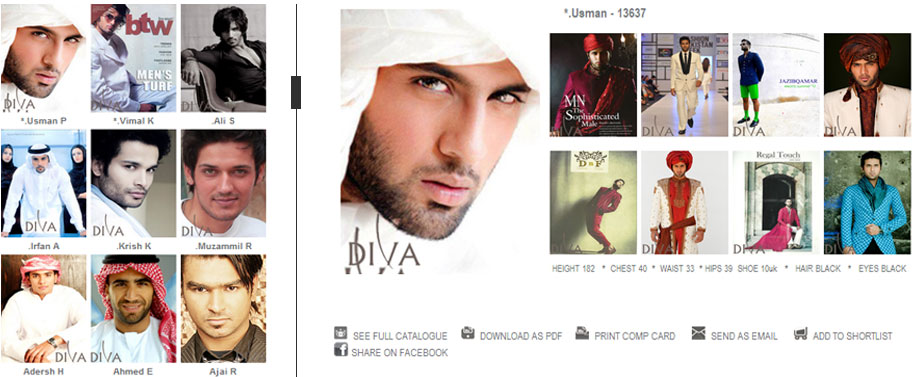 btw
MEN'S
TURF
DIVA
DIVA
DIVA
*.Usman P
*.Vimal K
.Ali S
DIVA
DIVA
DIVA
.Irfan A
.Krish K
.Muzammil R
DIVA
DIVA
Adersh H
Ahmed E
Ajai R
*.Usman - 13637
DIVA
MN
The
Sophisticated
Male
DIVA
DIVA
JAZIBQAMAR
DIVA
DIVA
D&F
DIVA
DIVA
Regal Touch
DIVA
DIVA
HEIGHT 182 * CHEST 40 * WAIST 33 * HIPS 39 SHOE 10uk * HAIR BLACK * EYES BLACK
SEE FULL CATALOGUE
DOWNLOAD AS PDF
PRINT COMP CARD
SEND AS EMAIL
ADD TO SHORTLIST
SHARE ON FACEBOOK